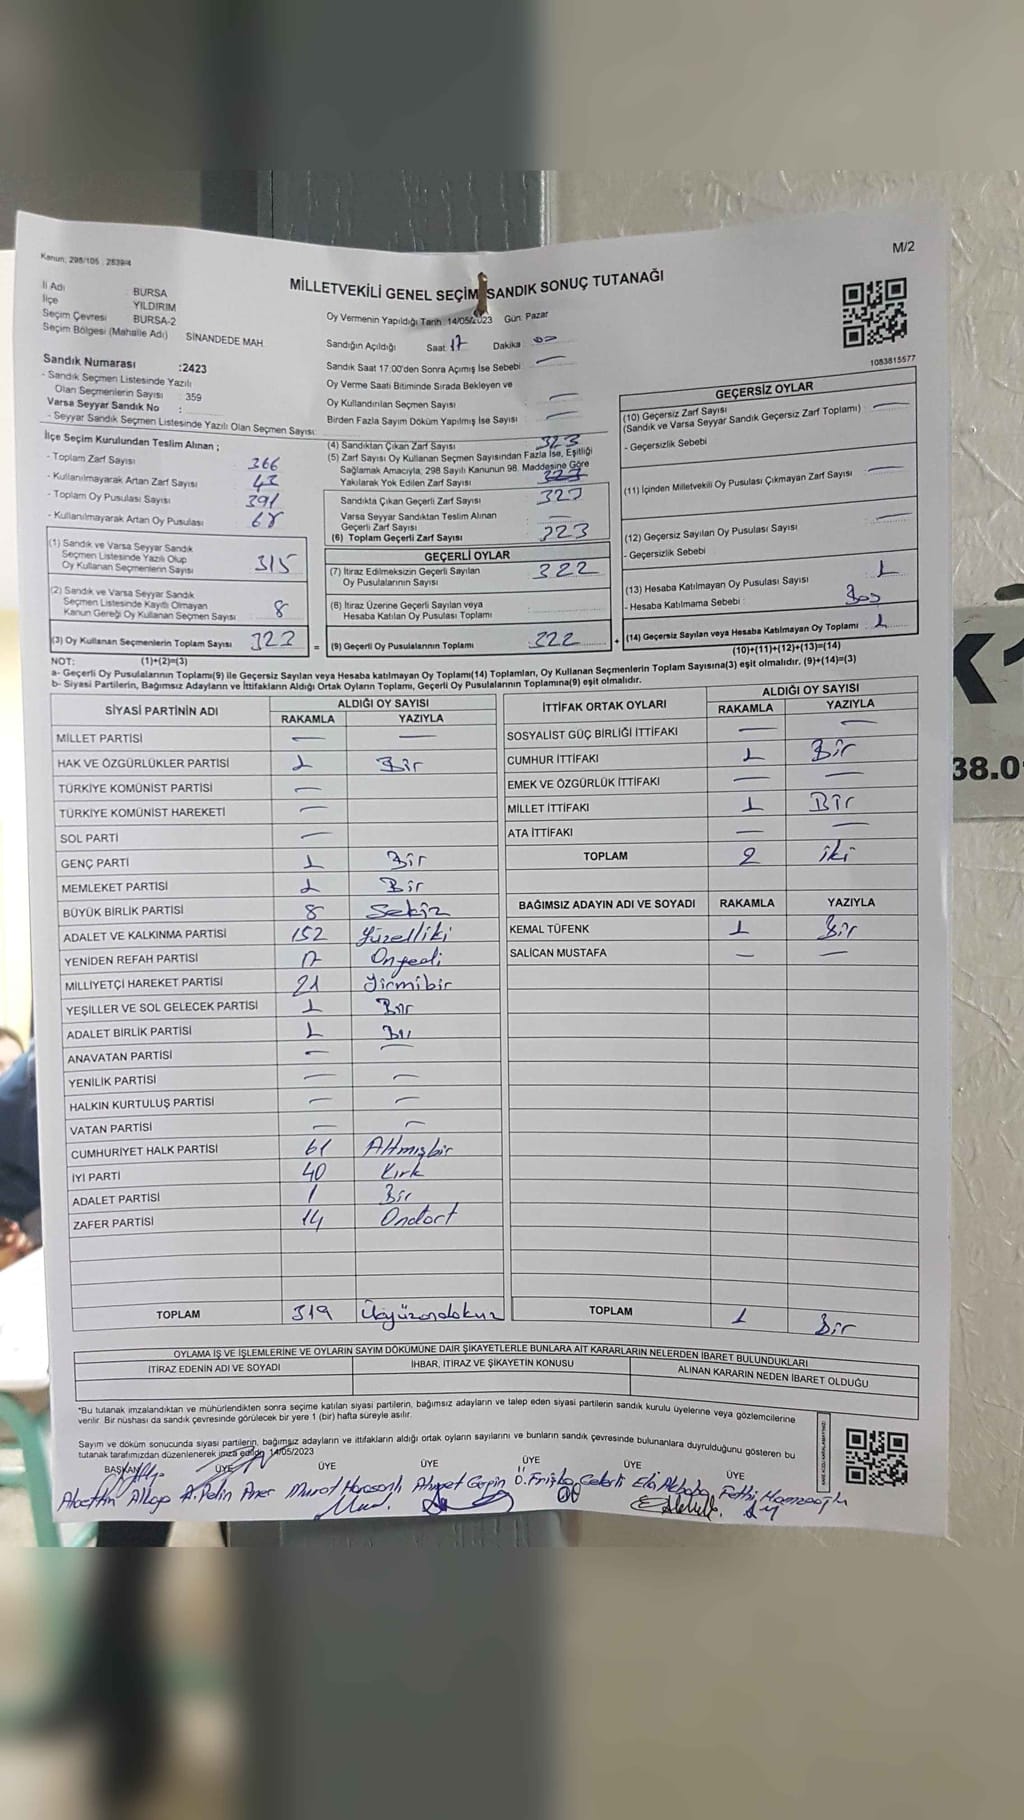 M/2
Kanun: 298/105 : 2839/4
MİLLETVEKİLİ GENEL SEÇİM SANDIK SONUÇ TUTANAĞI
İl Adı BURSA
İlçe YILDIRIM
Seçim Çevresi BURSA-2
Seçim Bölgesi (Mahalle Adı) SİNANDEDE MAH.
Oy Vermenin Yapıldığı Tarih 14/05/2023 Gün: Pazar
Sandığın Açıldığı Saat: 17 Dakika 00
1083815577
Sandık Numarası :2423
- Sandık Seçmen Listesinde Yazılı
Olan Seçmenlerin Sayısı : 359
Varsa Seyyar Sandık No :
- Seyyar Sandık Seçmen Listesinde Yazılı Olan Seçmen Sayısı:
Sandık Saat 17.00'den Sonra Açımış İse Sebebi —
Oy Verme Saati Bitiminde Sırada Bekleyen ve
Oy Kullandırılan Seçmen Sayısı —
Birden Fazla Sayım Döküm Yapılmış İse Sayısı —
İlçe Seçim Kurulundan Teslim Alınan ;
- Toplam Zarf Sayısı 366
- Kullanılmayarak Artan Zarf Sayısı 43
- Toplam Oy Pusulası Sayısı 391
- Kullanılmayarak Artan Oy Pusulası 68
(1) Sandık ve Varsa Seyyar Sandık
Seçmen Listesinde Yazılı Olup
Oy Kullanan Seçmenlerin Sayısı 315
(2) Sandık ve Varsa Seyyar Sandık
Seçmen Listesinde Kayıtlı Olmayan
Kanun Gereği Oy Kullanan Seçmen Sayısı 8
(3) Oy Kullanan Seçmenlerin Toplam Sayısı 323 =
(4) Sandıktan Çıkan Zarf Sayısı 323
(5) Zarf Sayısı Oy Kullanan Seçmen Sayısından Fazla İse, Eşitliği
Sağlamak Amacıyla, 298 Sayılı Kanunun 98. Maddesine Göre
Yakılarak Yok Edilen Zarf Sayısı
Sandıkta Çıkan Geçerli Zarf Sayısı 323
Varsa Seyyar Sandıktan Teslim Alınan
Geçerli Zarf Sayısı —
(6) Toplam Geçerli Zarf Sayısı 323
GEÇERLİ OYLAR
(7) İtiraz Edilmeksizin Geçerli Sayılan
Oy Pusulalarının Sayısı 322
(8) İtiraz Üzerine Geçerli Sayılan veya
Hesaba Katılan Oy Pusulası Toplamı
(9) Geçerli Oy Pusulalarının Toplamı 322 +
GEÇERSİZ OYLAR
(10) Geçersiz Zarf Sayısı
(Sandık ve Varsa Seyyar Sandık Geçersiz Zarf Toplamı) —
- Geçersizlik Sebebi
(11) İçinden Milletvekili Oy Pusulası Çıkmayan Zarf Sayısı —
(12) Geçersiz Sayılan Oy Pusulası Sayısı —
- Geçersizlik Sebebi
(13) Hesaba Katılmayan Oy Pusulası Sayısı 1
- Hesaba Katılmama Sebebi : Boş
(14) Geçersiz Sayılan veya Hesaba Katılmayan Oy Toplamı 1
(10)+(11)+(12)+(13)=(14)
NOT: (1)+(2)=(3)
a- Geçerli Oy Pusulalarının Toplamı(9) ile Geçersiz Sayılan veya Hesaba katılmayan Oy Toplamı(14) Toplamları, Oy Kullanan Seçmenlerin Toplam Sayısına(3) eşit olmalıdır. (9)+(14)=(3)
b- Siyasi Partilerin, Bağımsız Adayların ve İttifakların Aldığı Ortak Oyların Toplamı, Geçerli Oy Pusulalarının Toplamına(9) eşit olmalıdır.
SİYASİ PARTİNİN ADI ALDIĞI OY SAYISI
RAKAMLA YAZIYLA
MİLLET PARTİSİ — —
HAK VE ÖZGÜRLÜKLER PARTİSİ 1 Bir
TÜRKİYE KOMÜNİST PARTİSİ —
TÜRKİYE KOMÜNİST HAREKETİ —
SOL PARTİ —
GENÇ PARTİ 1 Bir
MEMLEKET PARTİSİ 1 Bir
BÜYÜK BİRLİK PARTİSİ 8 Sekiz
ADALET VE KALKINMA PARTİSİ 152 Yüzelliki
YENİDEN REFAH PARTİSİ 17 Onyedi
MİLLİYETÇİ HAREKET PARTİSİ 21 Yirmibir
YEŞİLLER VE SOL GELECEK PARTİSİ 1 Bir
ADALET BİRLİK PARTİSİ 1 Bir
ANAVATAN PARTİSİ — —
YENİLİK PARTİSİ — —
HALKIN KURTULUŞ PARTİSİ — —
VATAN PARTİSİ — —
CUMHURİYET HALK PARTİSİ 61 Altmışbir
İYİ PARTİ 40 Kırk
ADALET PARTİSİ 1 Bir
ZAFER PARTİSİ 14 Ondort
TOPLAM 319 Üçyüzondokuz
İTTİFAK ORTAK OYLARI ALDIĞI OY SAYISI
RAKAMLA YAZIYLA
SOSYALİST GÜÇ BİRLİĞİ İTTİFAKI — —
CUMHUR İTTİFAKI 1 Bir
EMEK VE ÖZGÜRLÜK İTTİFAKI — —
MİLLET İTTİFAKI 1 Bir
ATA İTTİFAKI — —
TOPLAM 2 iki
BAĞIMSIZ ADAYIN ADI VE SOYADI RAKAMLA YAZIYLA
KEMAL TÜFENK 1 Bir
SALİCAN MUSTAFA — —
TOPLAM 1 Bir
OYLAMA İŞ VE İŞLEMLERİNE VE OYLARIN SAYIM DÖKÜMÜNE DAİR ŞİKAYETLERLE BUNLARA AİT KARARLARIN NELERDEN İBARET BULUNDUKLARI
İTİRAZ EDENİN ADI VE SOYADI İHBAR, İTİRAZ VE ŞİKAYETİN KONUSU ALINAN KARARIN NEDEN İBARET OLDUĞU
*Bu tutanak imzalandıktan ve mühürlendikten sonra seçime katılan siyasi partilerin, bağımsız adayların ve talep eden siyasi partilerin sandık kurulu üyelerine veya gözlemcilerine
verilir. Bir nüshası da sandık çevresinde görülecek bir yere 1 (bir) hafta süreyle asılır.
Sayım ve döküm sonucunda siyasi partilerin, bağımsız adayların ve ittifakların aldığı ortak oyların sayılarını ve bunların sandık çevresinde bulunanlara duyrulduğunu gösteren bu
tutanak tarafımızdan düzenlenerek imza edildi. 14/05/2023
BAŞKAN ÜYE ÜYE ÜYE ÜYE ÜYE ÜYE
A. Pelin Murat Ahmet Elif Fethi
38.0